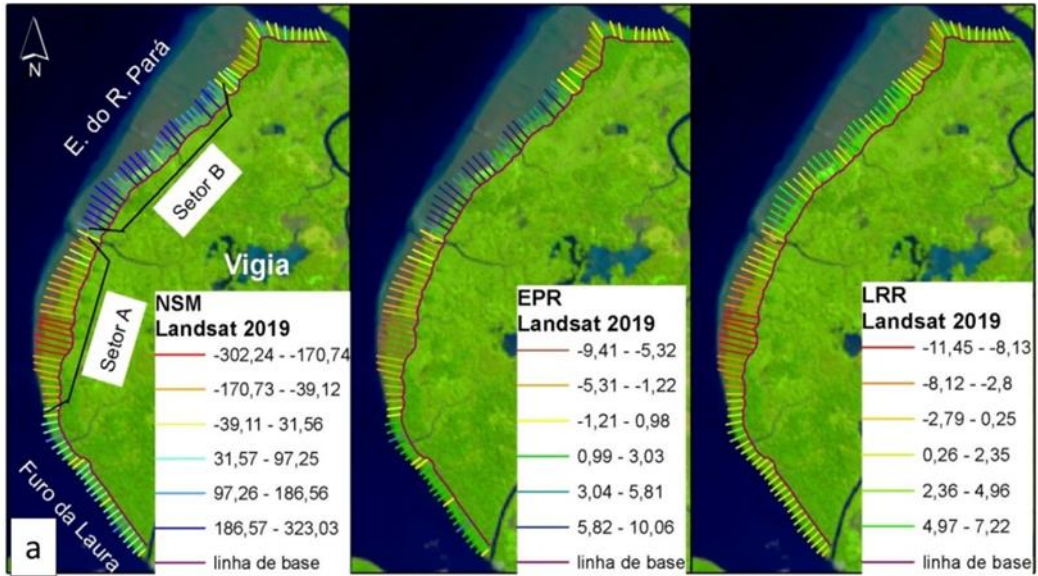 N
E. do R. Pará
Setor B
Setor A
Vigia
Furo da Laura
a
NSM
Landsat 2019
-302,24 - -170,74
-170,73 - -39,12
-39,11 - 31,56
31,57 - 97,25
97,26 - 186,56
186,57 - 323,03
linha de base
EPR
Landsat 2019
-9,41 - -5,32
-5,31 - -1,22
-1,21 - 0,98
0,99 - 3,03
3,04 - 5,81
5,82 - 10,06
linha de base
LRR
Landsat 2019
-11,45 - -8,13
-8,12 - -2,8
-2,79 - 0,25
0,26 - 2,35
2,36 - 4,96
4,97 - 7,22
linha de base